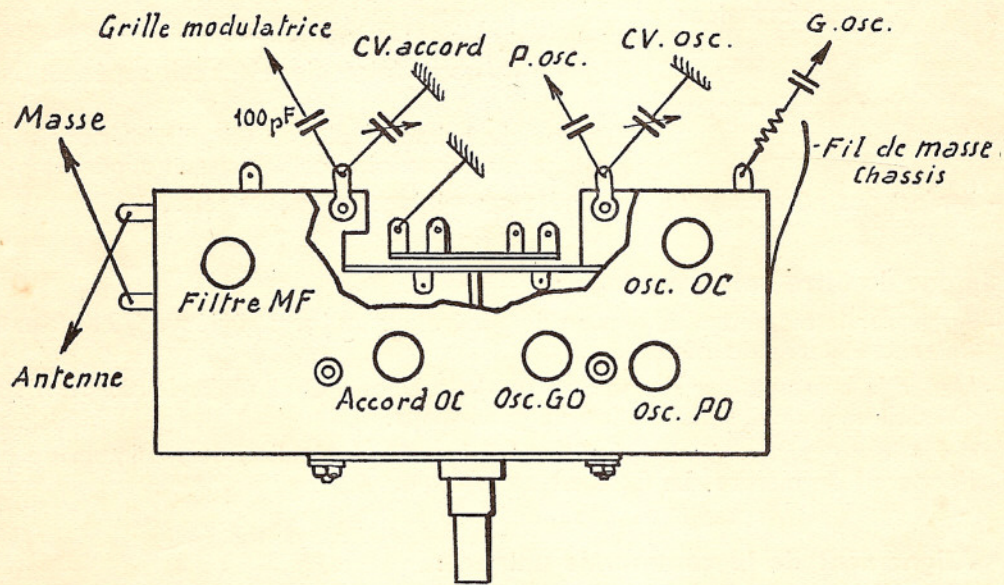 Grille modulatrice
CV. accord
P. osc.
CV. osc.
G. osc.
Masse
100pF
Fil de masse
Chassis
Filtre MF
osc. OC
Antenne
Accord OC
Osc. GO
osc. PO